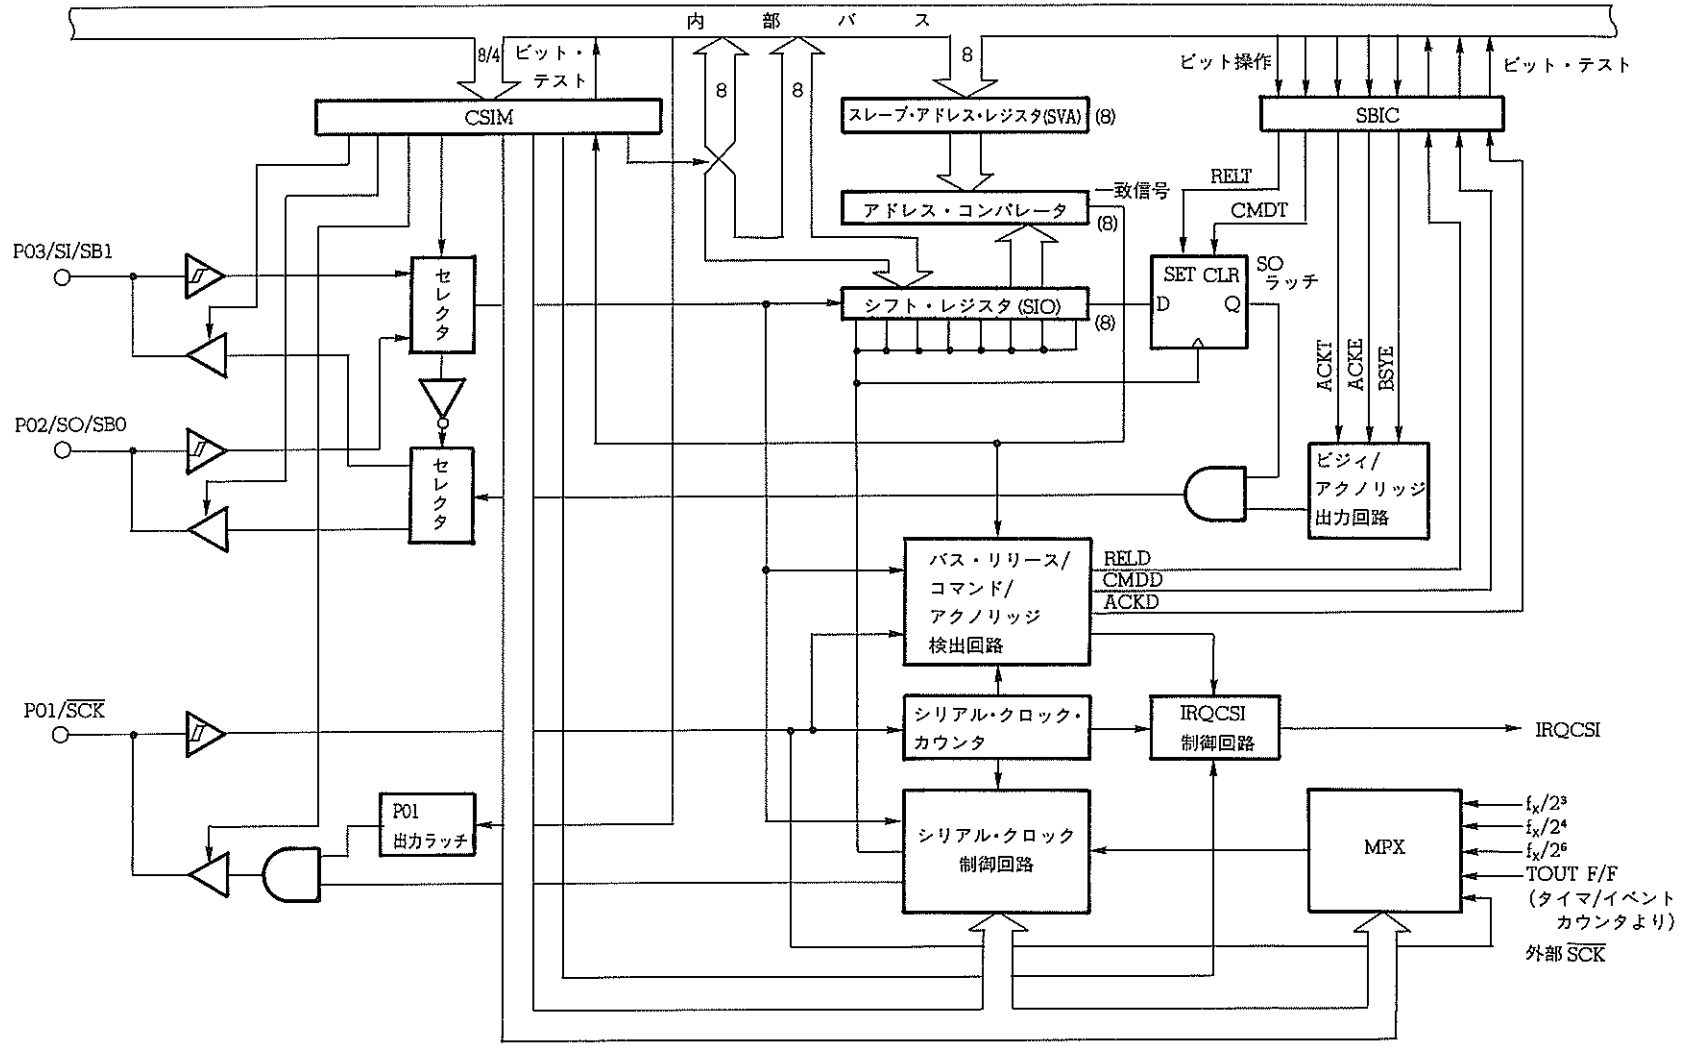 内部バス
8/4
ビット・
テスト
8
8
8
ビット操作
ビット・テスト
CSIM
スレーブ・アドレス・レジスタ(SVA)
(8)
SBIC
RELT
一致信号
アドレス・コンパレータ
(8)
CMDT
P03/SI/SB1
セレクタ
SET CLR
SO
ラッチ
D
Q
シフト・レジスタ(SIO)
(8)
ACKT
ACKE
BSYE
P02/SO/SB0
セレクタ
ビジィ/
アクノリッジ
出力回路
バス・リリース/
コマンド/
アクノリッジ
検出回路
RELD
CMDD
ACKD
P01/S̅C̅K̅
シリアル・クロック・
カウンタ
IRQCSI
制御回路
IRQCSI
P01
出力ラッチ
シリアル・クロック
制御回路
MPX
fx/2³
fx/2⁴
fx/2⁶
TOUT F/F
(タイマ/イベント
カウンタより)
外部 S̅C̅K̅